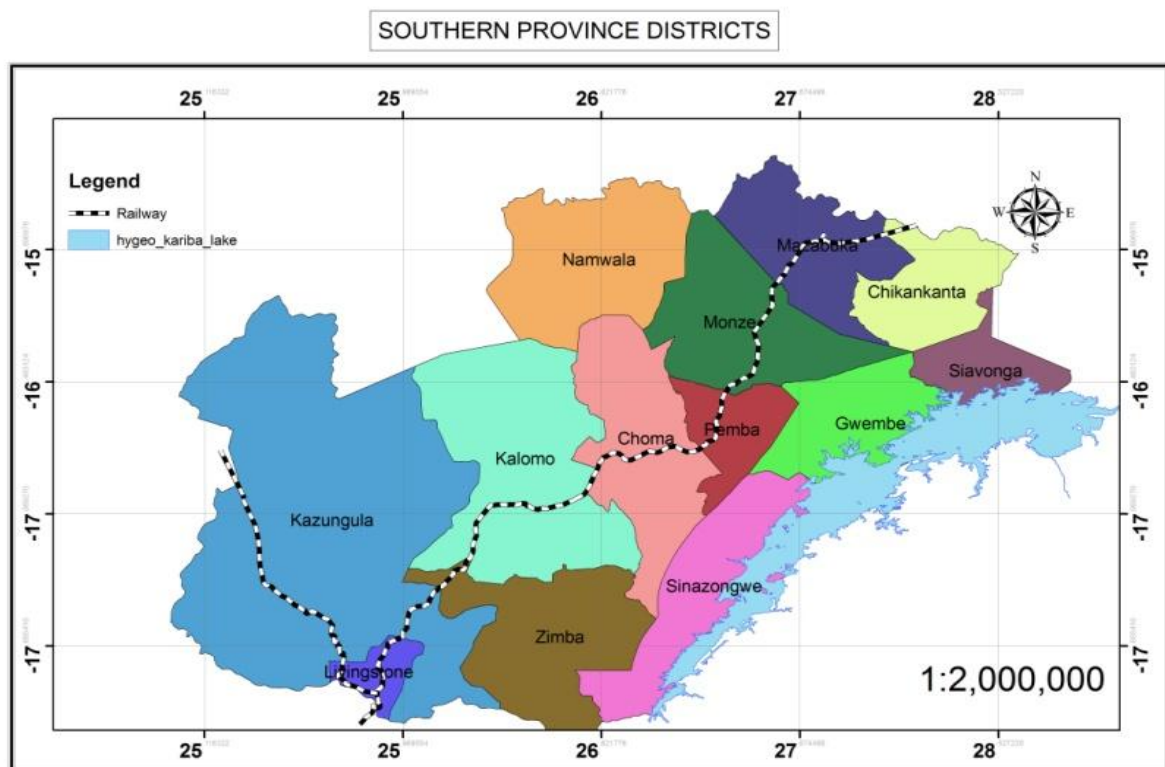 SOUTHERN PROVINCE DISTRICTS
25 25 26 27 28
Legend
Railway
hygeo_kariba_lake
N
W E
S
-15 -15
-16 -16
-17 -17
-17 -17
Mazabuka
Namwala
Chikankanta
Monze
Siavonga
Pemba
Gwembe
Choma
Kalomo
Kazungula
Sinazongwe
Zimba
Livingstone
1:2,000,000
25 25 26 27 28